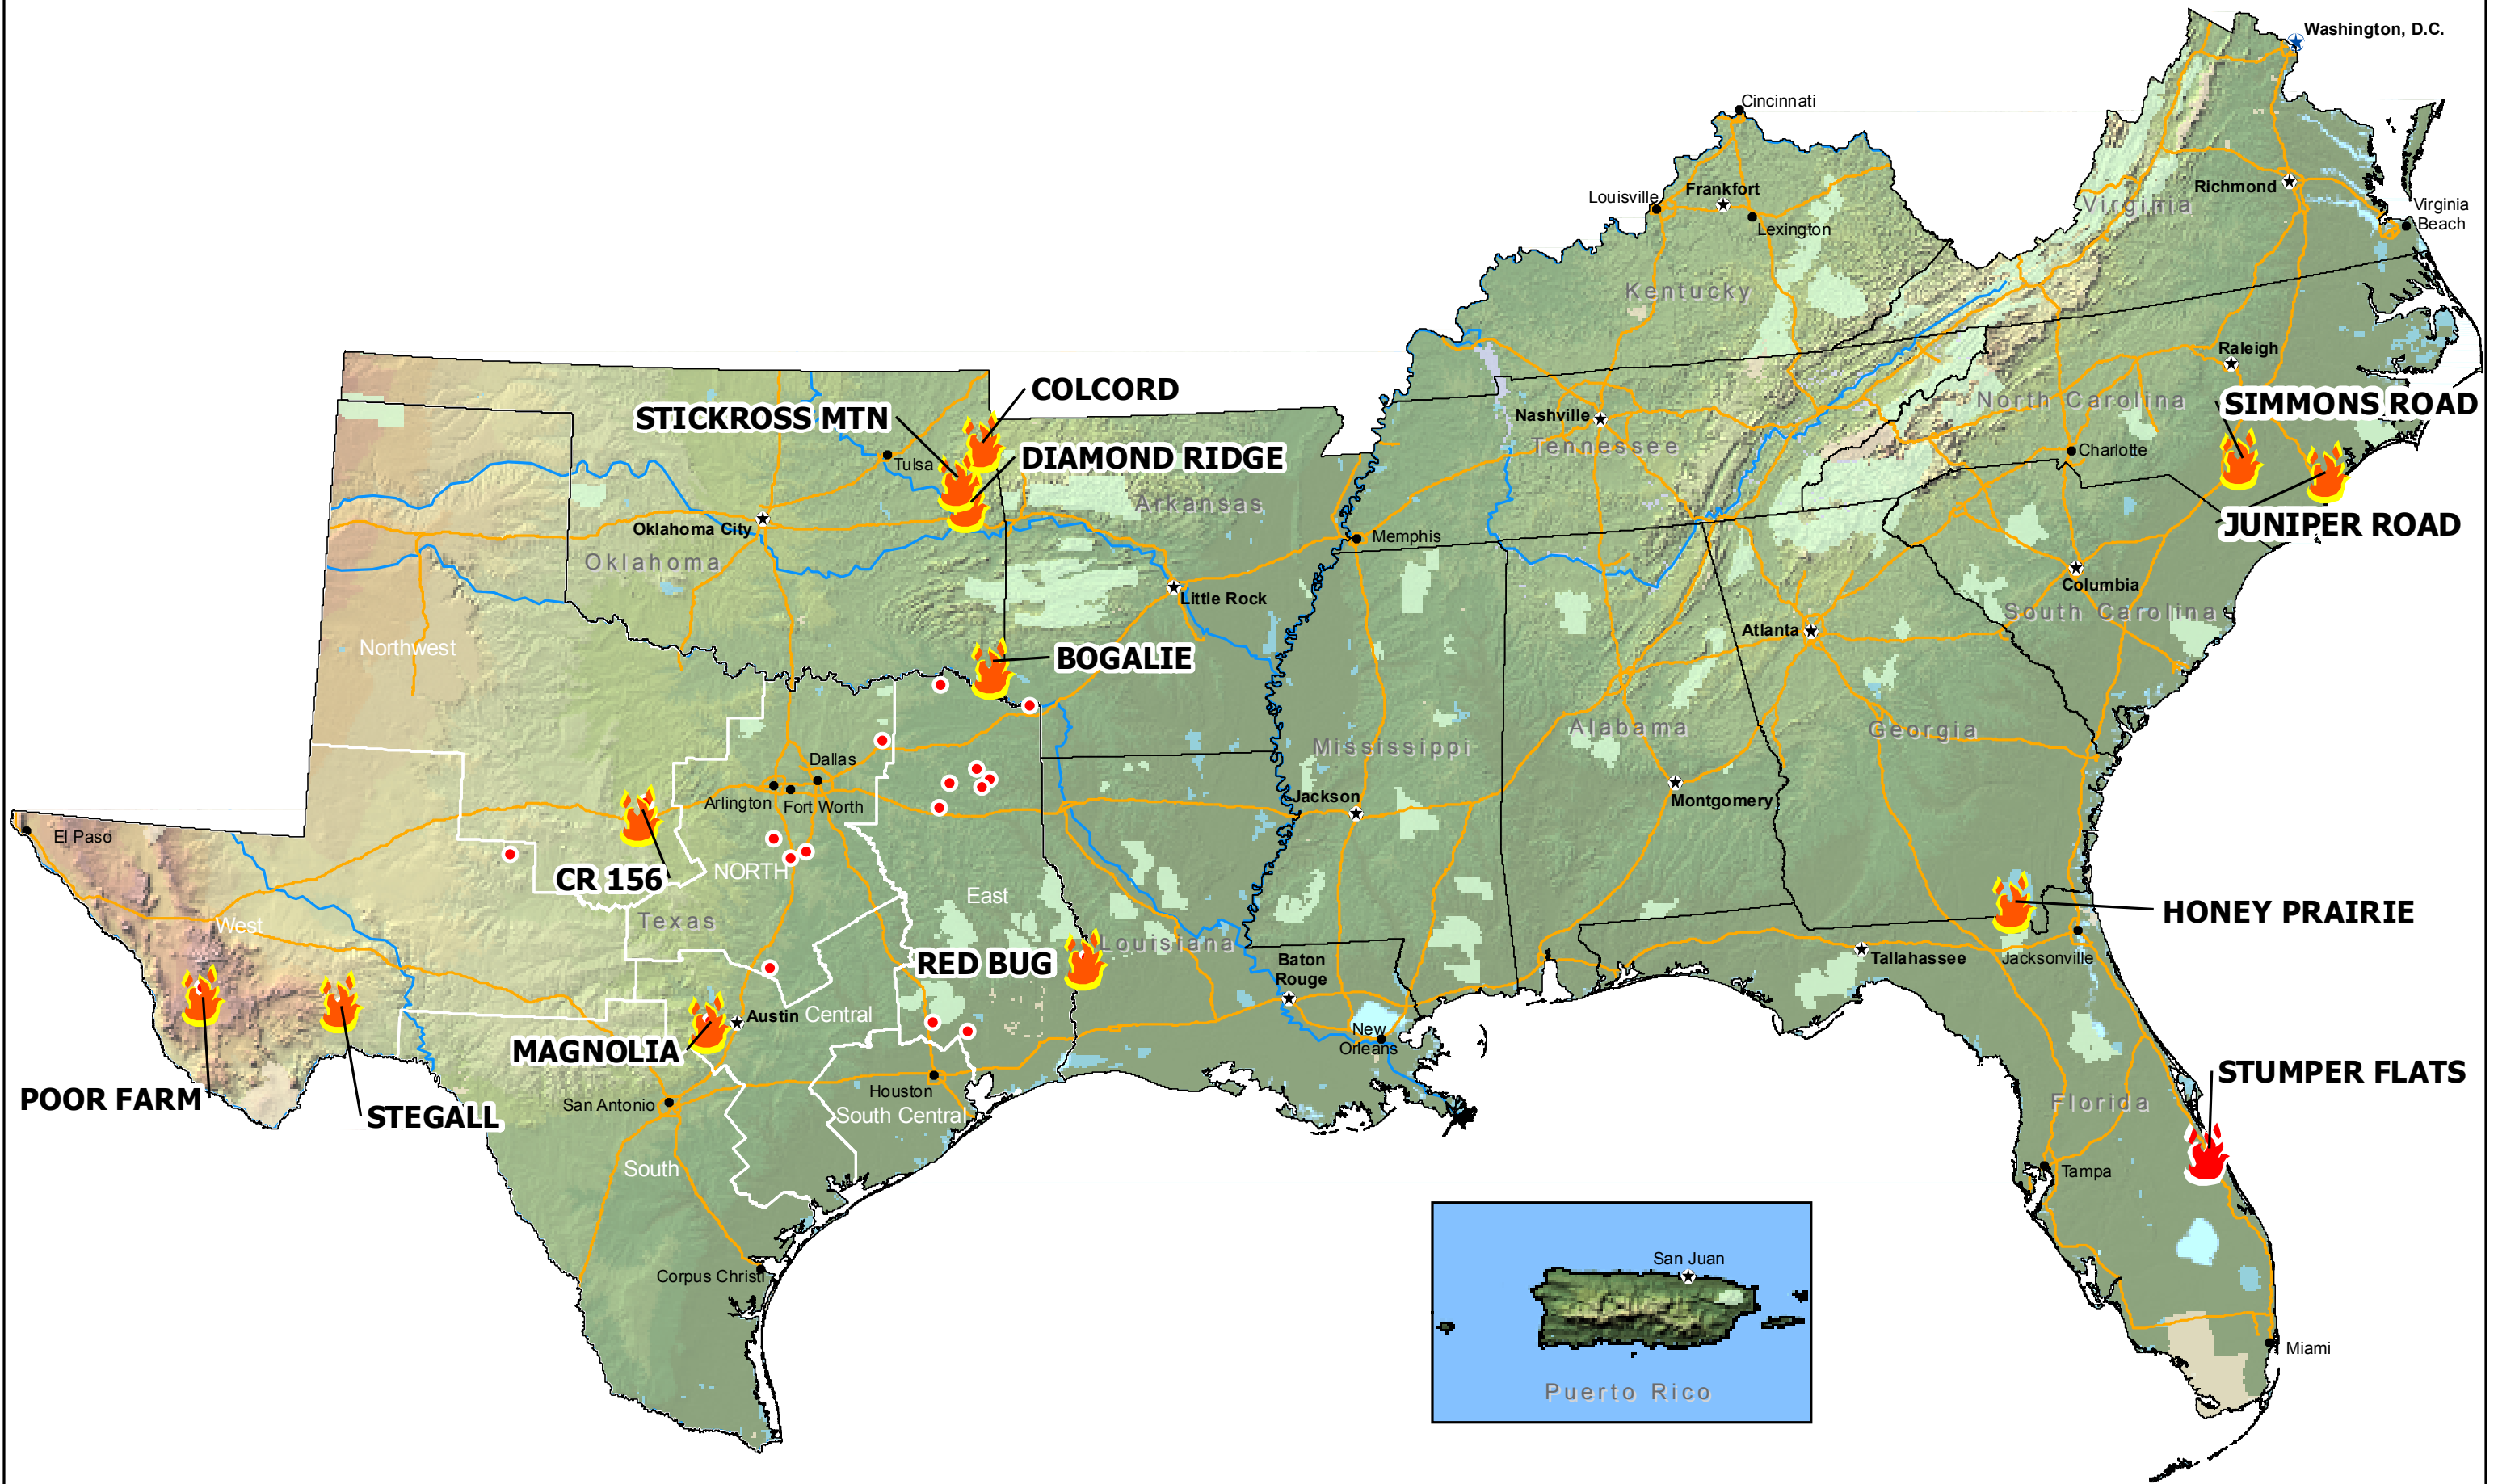 Washington, D.C.
Cincinnati
Louisville
Frankfort
Lexington
Richmond
Virginia
Virginia
Beach
Kentucky
Raleigh
COLCORD
STICKROSS MTN
Nashville
North Carolina
SIMMONS ROAD
Tennessee
Charlotte
Tulsa
DIAMOND RIDGE
Arkansas
Oklahoma City
Memphis
JUNIPER ROAD
Oklahoma
Little Rock
Columbia
South Carolina
Atlanta
Northwest
BOGALIE
Alabama
Georgia
Mississippi
Dallas
Arlington
Fort Worth
Jackson
Montgomery
El Paso
CR 156
NORTH
East
Texas
West
HONEY PRAIRIE
Louisiana
RED BUG
Baton
Rouge
Tallahassee
Jacksonville
Austin
Central
New
Orleans
MAGNOLIA
STUMPER FLATS
POOR FARM
STEGALL
San Antonio
Houston
South Central
Florida
South
Tampa
San Juan
Corpus Christi
Miami
Puerto Rico